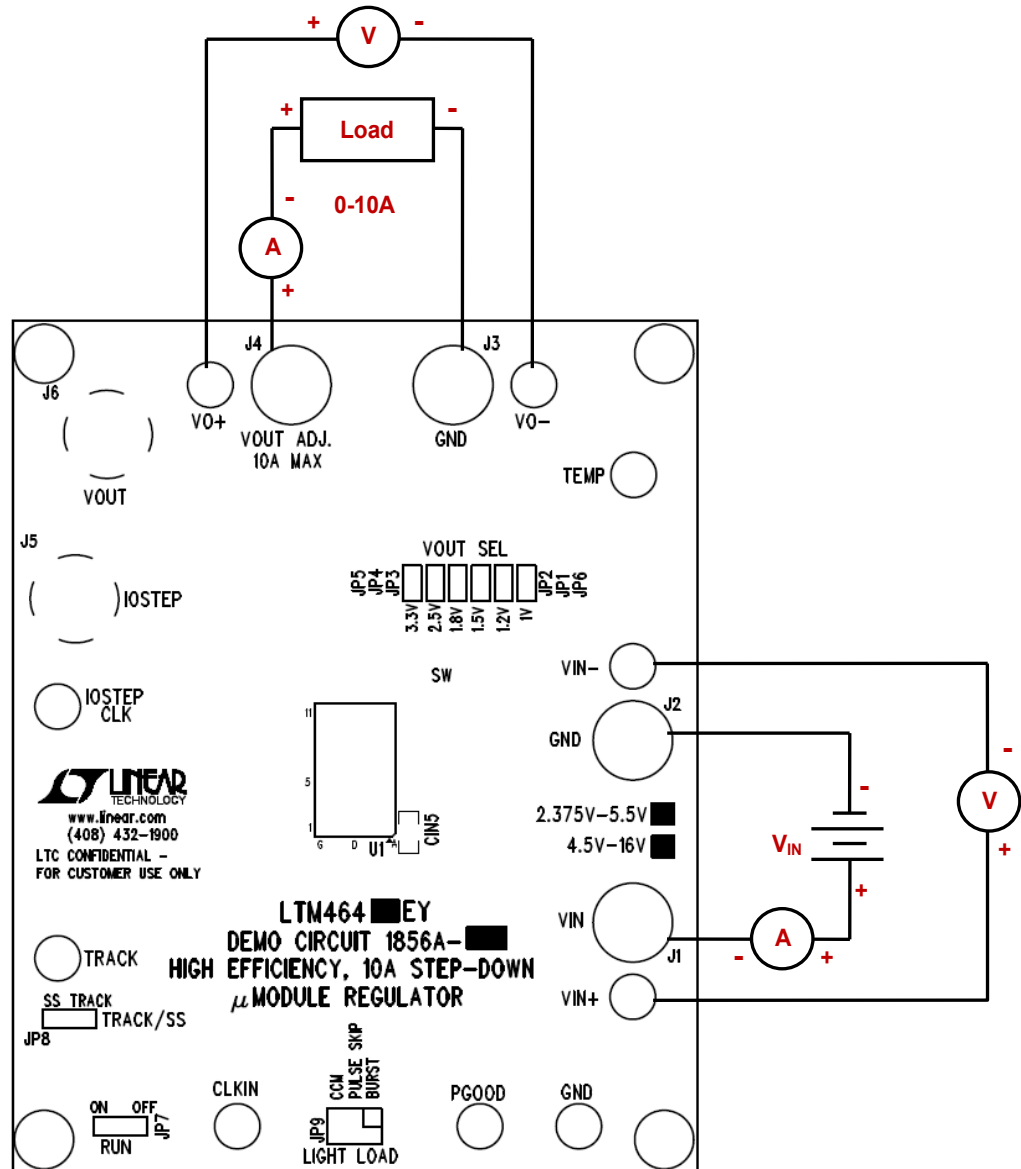 + V -
+ Load -
0-10A
-
A
+
J4
J3
J6
VO+
VOUT ADJ.
10A MAX
GND
VO-
VOUT
TEMP
J5
IOSTEP
VOUT SEL
JP5
JP4
JP3
3.3V
2.5V
1.8V
1.5V
1.2V
1V
JP2
JP1
JP6
SW
VIN-
IOSTEP
CLK
J2
GND
-
V
+
11
5
1
G D A
U1
CIN5
LINEAR
TECHNOLOGY
www.linear.com
(408) 432-1900
LTC CONFIDENTIAL -
FOR CUSTOMER USE ONLY
2.375V-5.5V
4.5V-16V
-
VIN
+
VIN
J1
- A +
VIN+
LTM464 EY
DEMO CIRCUIT 1856A-
HIGH EFFICIENCY, 10A STEP-DOWN
µMODULE REGULATOR
TRACK
SS TRACK
TRACK/SS
JP8
ON OFF
JP7
RUN
CLKIN
CCM
PULSE SKIP
BURST
JP9
LIGHT LOAD
PGOOD
GND